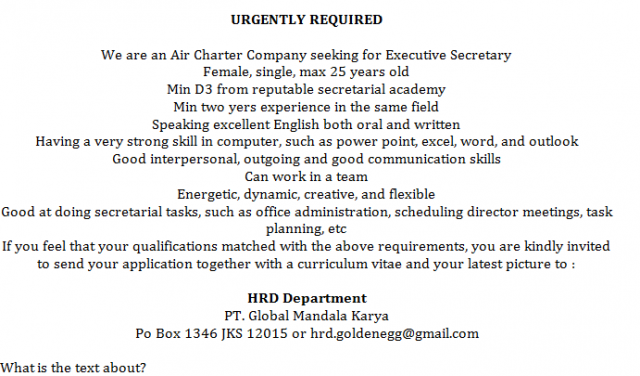 URGENTLY REQUIRED
We are an Air Charter Company seeking for Executive Secretary
Female, single, max 25 years old
Min D3 from reputable secretarial academy
Min two yers experience in the same field
Speaking excellent English both oral and written
Having a very strong skill in computer, such as power point, excel, word, and outlook
Good interpersonal, outgoing and good communication skills
Can work in a team
Energetic, dynamic, creative, and flexible
Good at doing secretarial tasks, such as office administration, scheduling director meetings, task
planning, etc
If you feel that your qualifications matched with the above requirements, you are kindly invited
to send your application together with a curriculum vitae and your latest picture to :
HRD Department
PT. Global Mandala Karya
Po Box 1346 JKS 12015 or hrd.goldenegg@gmail.com
What is the text about?